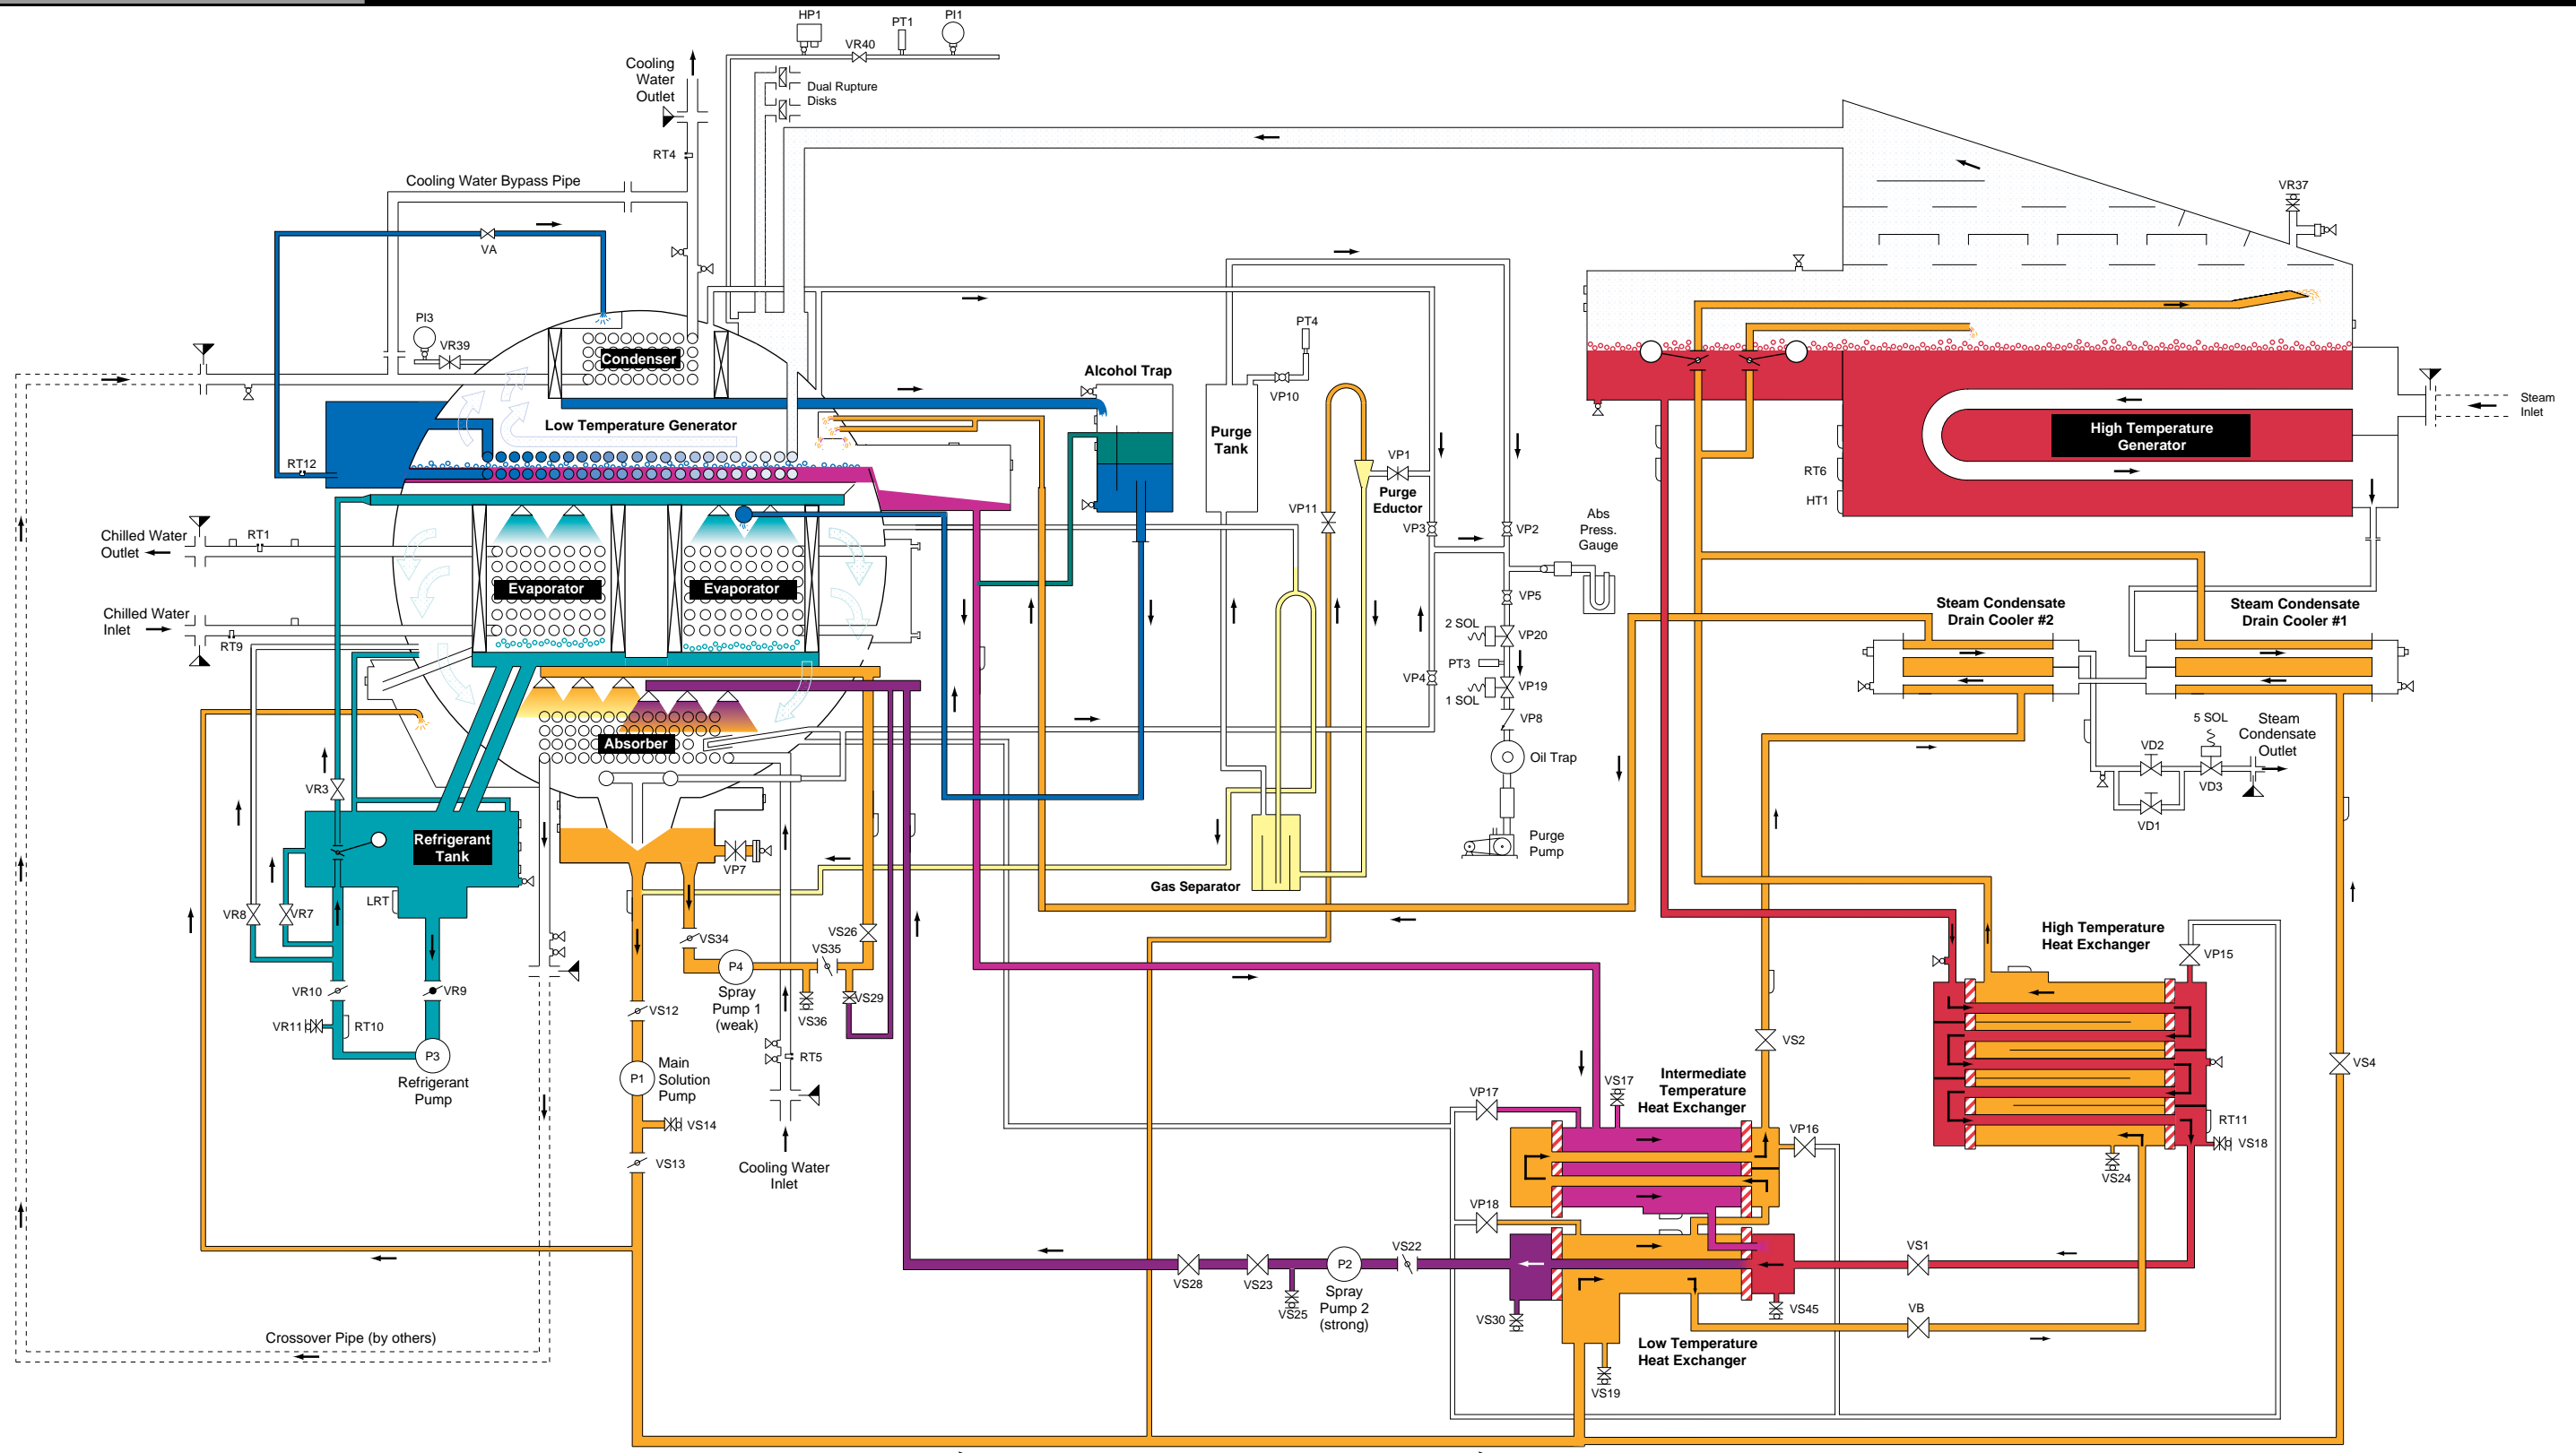 HP1
PT1
PI1
VR40
Cooling
Water
Outlet
Dual Rupture
Disks
RT4
Cooling Water Bypass Pipe
VR37
VA
PI3
VR39
Condenser
PT4
Alcohol Trap
VP10
Steam
Inlet
Low Temperature Generator
Purge
Tank
High Temperature
Generator
VP1
RT12
RT6
Purge
Eductor
HT1
VP11
Abs
Press.
Gauge
VP3
VP2
Chilled Water
Outlet
RT1
Evaporator
Evaporator
VP5
Chilled Water
Inlet
RT9
2 SOL
VP20
Steam Condensate
Drain Cooler #2
Steam Condensate
Drain Cooler #1
PT3
VP4
VP19
1 SOL
VP8
5 SOL
Steam
Condensate
Outlet
Absorber
VD2
Oil Trap
VR3
VD3
VD1
Refrigerant
Tank
Purge
Pump
VP7
Gas Separator
LRT
VR8
VR7
VS34
VS26
VS35
High Temperature
Heat Exchanger
VP15
P4
Spray
Pump 1
(weak)
VS29
VS36
VR10
VR9
VS12
VR11
RT10
VS2
P3
Refrigerant
Pump
RT5
P1
Main
Solution
Pump
VS4
VS17
Intermediate
Temperature
Heat Exchanger
VP17
VS14
RT11
VP16
VS18
VS13
Cooling Water
Inlet
VS24
VP18
VS22
VS1
P2
VS28
VS23
Spray
Pump 2
(strong)
VS25
VS30
VS45
VB
Crossover Pipe (by others)
Low Temperature
Heat Exchanger
VS19